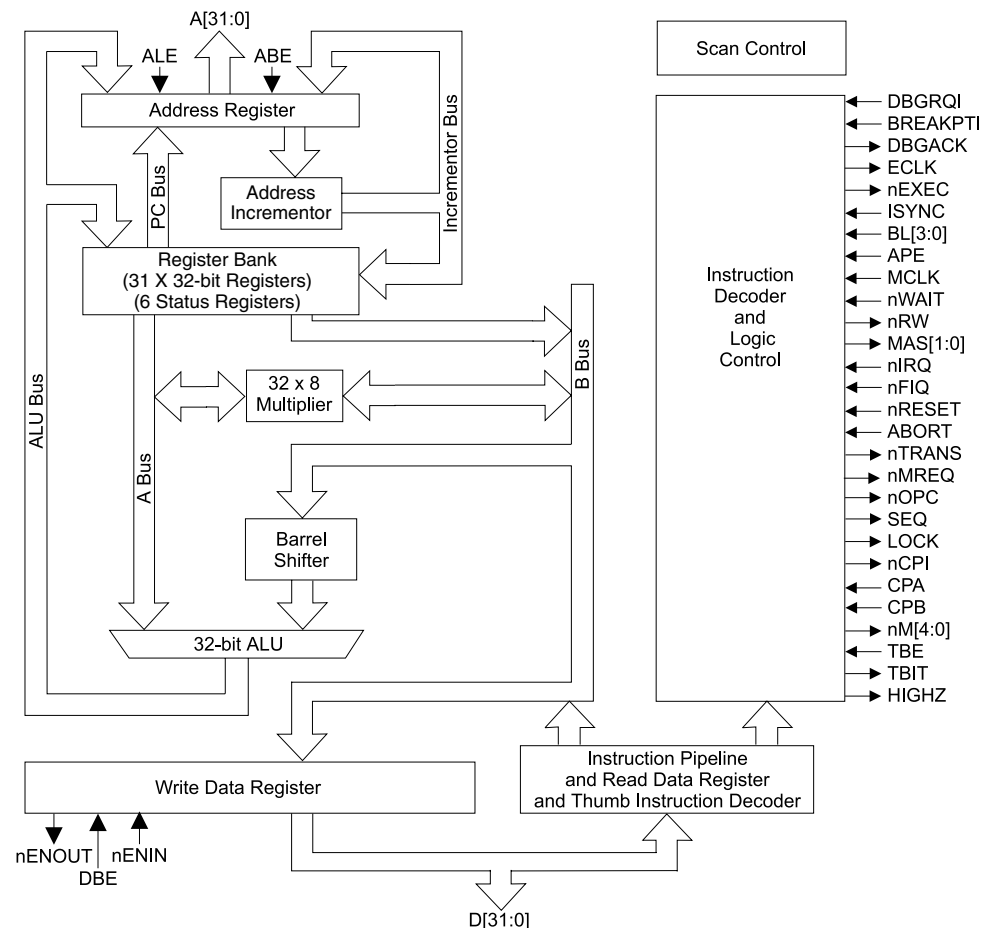 A[31:0]
ALE
ABE
Address Register
PC Bus
Incrementor Bus
Address
Incrementor
Register Bank
(31 X 32-bit Registers)
(6 Status Registers)
ALU Bus
A Bus
32 x 8
Multiplier
B Bus
Barrel
Shifter
32-bit ALU
Write Data Register
nENOUT
DBE
nENIN
Instruction Pipeline
and Read Data Register
and Thumb Instruction Decoder
D[31:0]
Scan Control
Instruction
Decoder
and
Logic
Control
DBGRQI
BREAKPTI
DBGACK
ECLK
nEXEC
ISYNC
BL[3:0]
APE
MCLK
nWAIT
nRW
MAS[1:0]
nIRQ
nFIQ
nRESET
ABORT
nTRANS
nMREQ
nOPC
SEQ
LOCK
nCPI
CPA
CPB
nM[4:0]
TBE
TBIT
HIGHZ